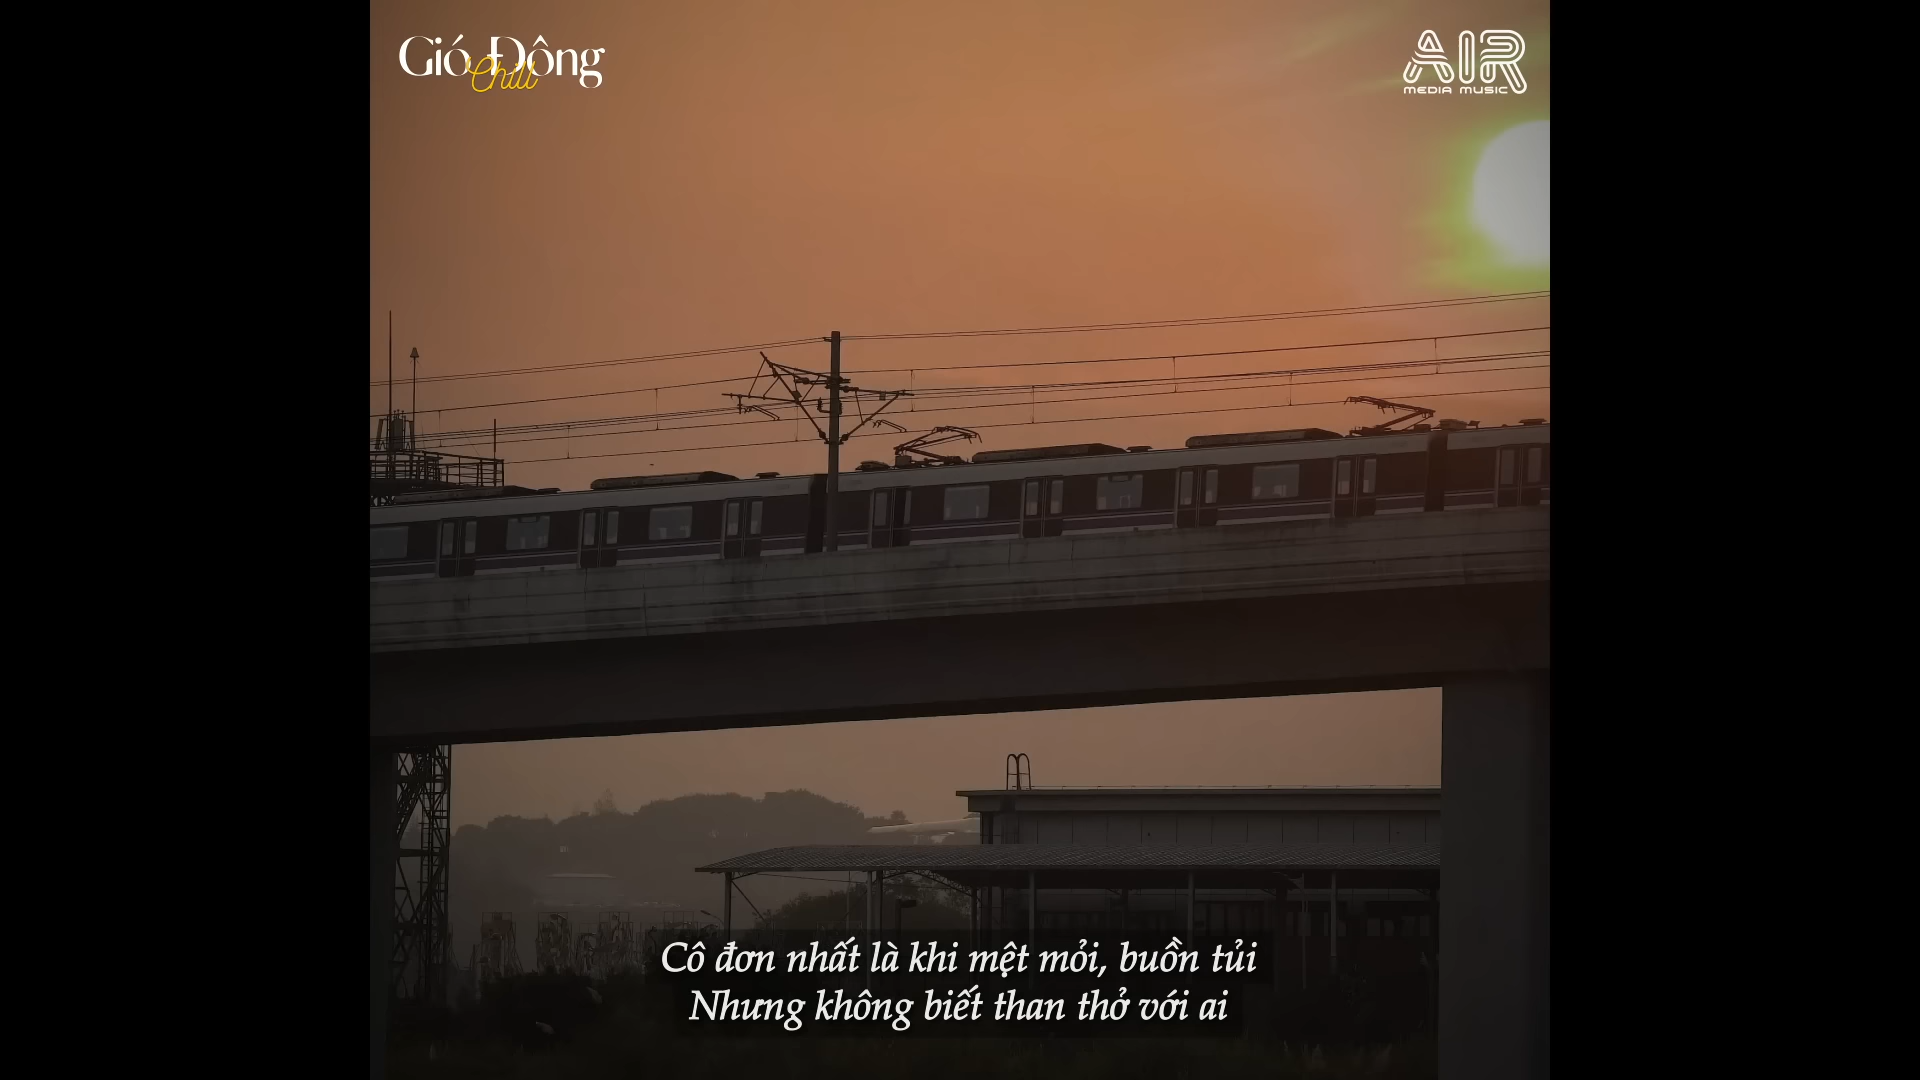 Gió Đông
Chill
AIR
MEDIA MUSIC
Cô đơn nhất là khi mệt mỏi, buồn tủi
Nhưng không biết than thở với ai